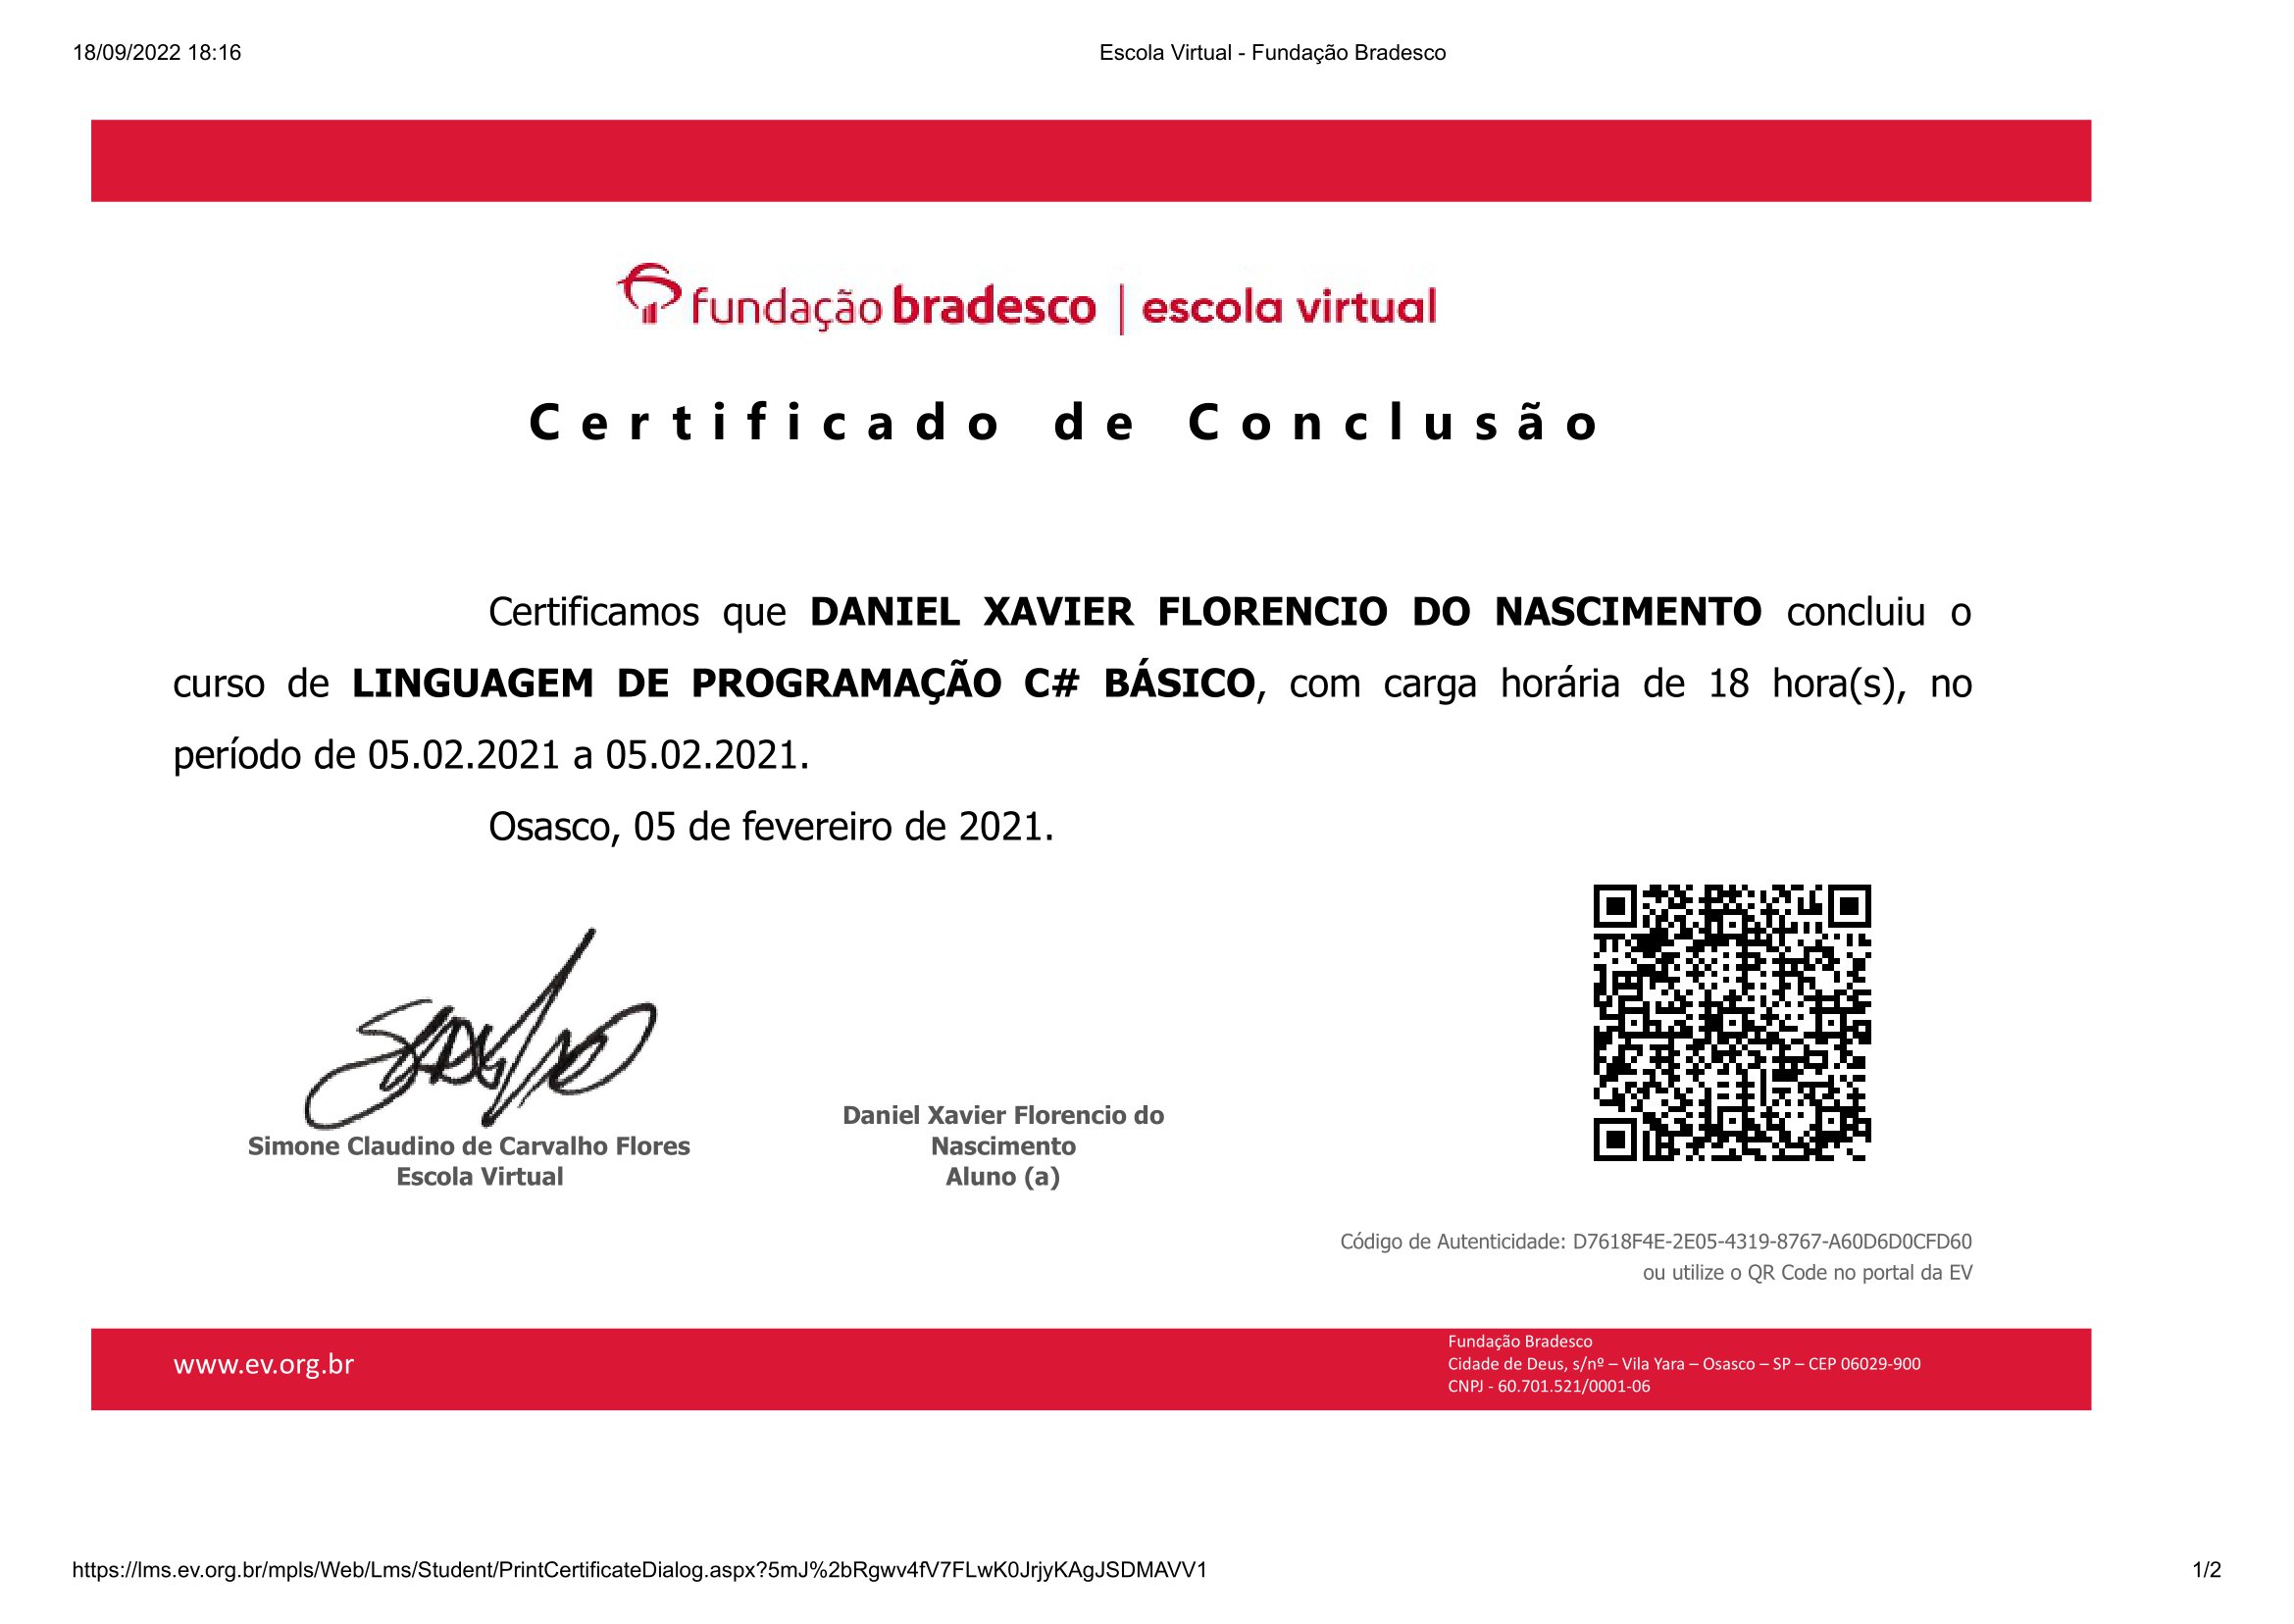 18/09/2022 18:16
Escola Virtual - Fundação Bradesco
fundação bradesco | escola virtual
Certificado de Conclusão
Certificamos que DANIEL XAVIER FLORENCIO DO NASCIMENTO concluiu o
curso de LINGUAGEM DE PROGRAMAÇÃO C# BÁSICO, com carga horária de 18 hora(s), no
período de 05.02.2021 a 05.02.2021.
Osasco, 05 de fevereiro de 2021.
Simone Claudino de Carvalho Flores
Escola Virtual
Daniel Xavier Florencio do
Nascimento
Aluno (a)
Código de Autenticidade: D7618F4E-2E05-4319-8767-A60D6D0CFD60
ou utilize o QR Code no portal da EV
www.ev.org.br
Fundação Bradesco
Cidade de Deus, s/nº – Vila Yara – Osasco – SP – CEP 06029-900
CNPJ - 60.701.521/0001-06
https://lms.ev.org.br/mpls/Web/Lms/Student/PrintCertificateDialog.aspx?5mJ%2bRgwv4fV7FLwK0JrjyKAgJSDMAVV1
1/2